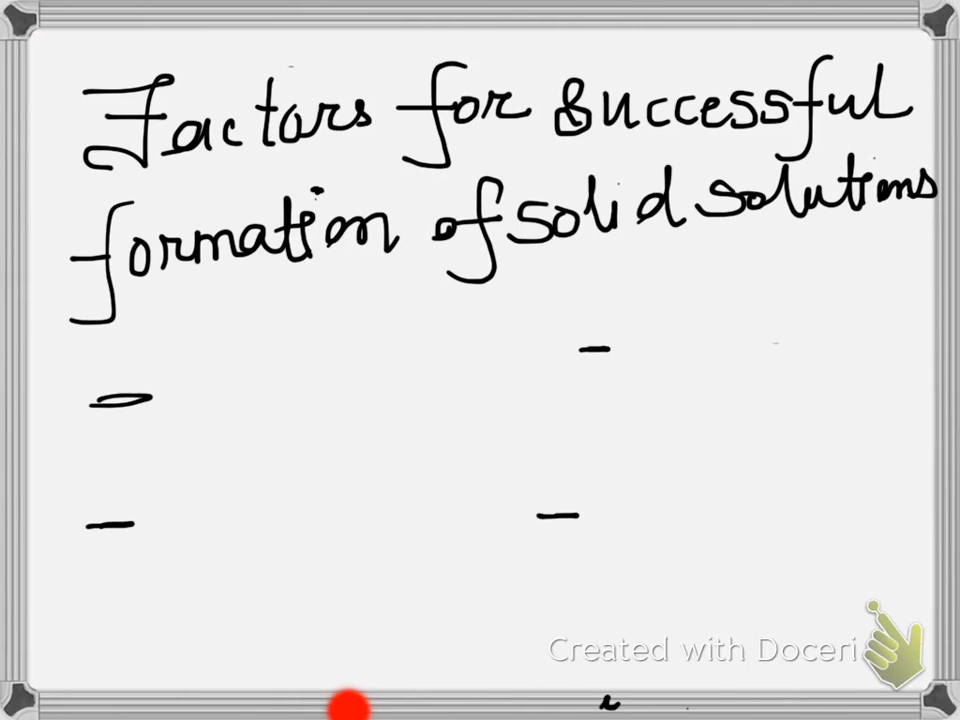 Factors for successful
formation of solid solutions
-
-
-
-
Created with Doceri